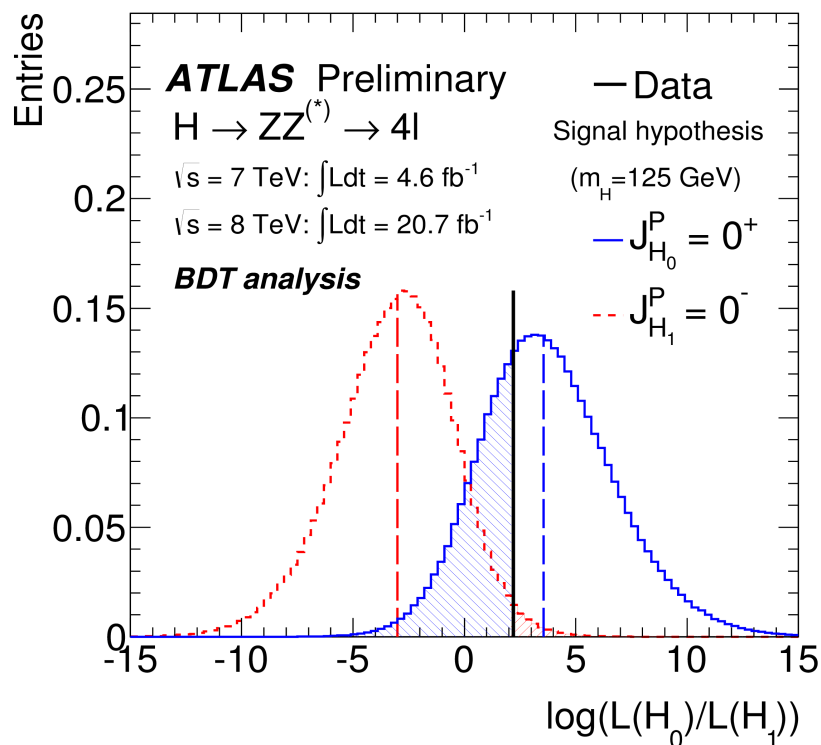 Entries
ATLAS Preliminary
H → ZZ(*) → 4l
√s = 7 TeV: ∫Ldt = 4.6 fb-1
√s = 8 TeV: ∫Ldt = 20.7 fb-1
BDT analysis
Data
Signal hypothesis
(mH=125 GeV)
JPH0 = 0+
JPH1 = 0-
0.25
0.2
0.15
0.1
0.05
0
-15 -10 -5 0 5 10 15
log(L(H0)/L(H1))